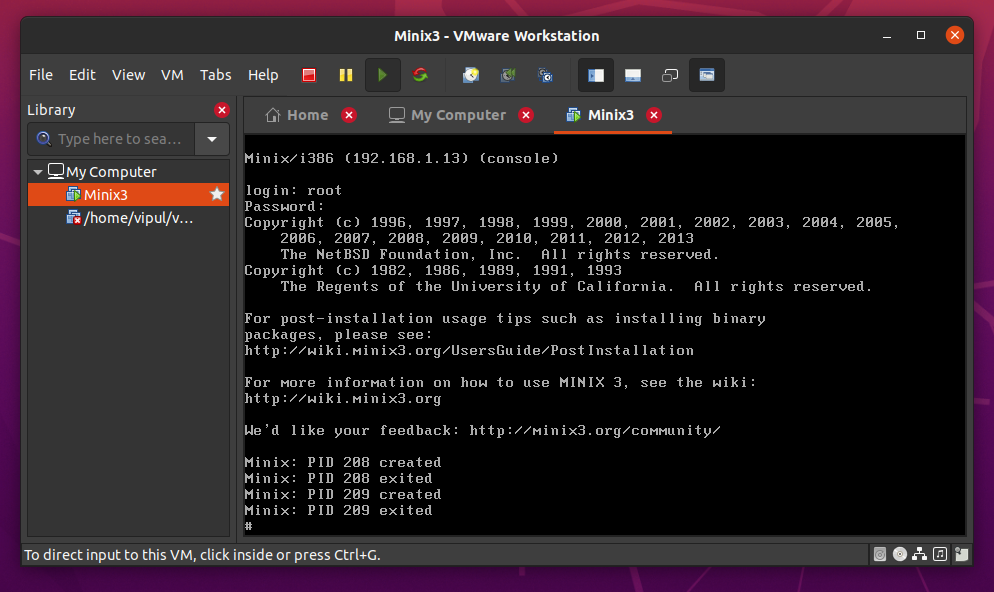 Minix3 - VMware Workstation
File Edit View VM Tabs Help
Library
Type here to sea...
My Computer
Minix3
/home/vipul/v...
Home My Computer Minix3
Minix/i386 (192.168.1.13) (console)
login: root
Password:
Copyright (c) 1996, 1997, 1998, 1999, 2000, 2001, 2002, 2003, 2004, 2005,
2006, 2007, 2008, 2009, 2010, 2011, 2012, 2013
The NetBSD Foundation, Inc.  All rights reserved.
Copyright (c) 1982, 1986, 1989, 1991, 1993
The Regents of the University of California.  All rights reserved.
For post-installation usage tips such as installing binary
packages, please see:
http://wiki.minix3.org/UsersGuide/PostInstallation
For more information on how to use MINIX 3, see the wiki:
http://wiki.minix3.org
We'd like your feedback: http://minix3.org/community/
Minix: PID 208 created
Minix: PID 208 exited
Minix: PID 209 created
Minix: PID 209 exited
#
To direct input to this VM, click inside or press Ctrl+G.